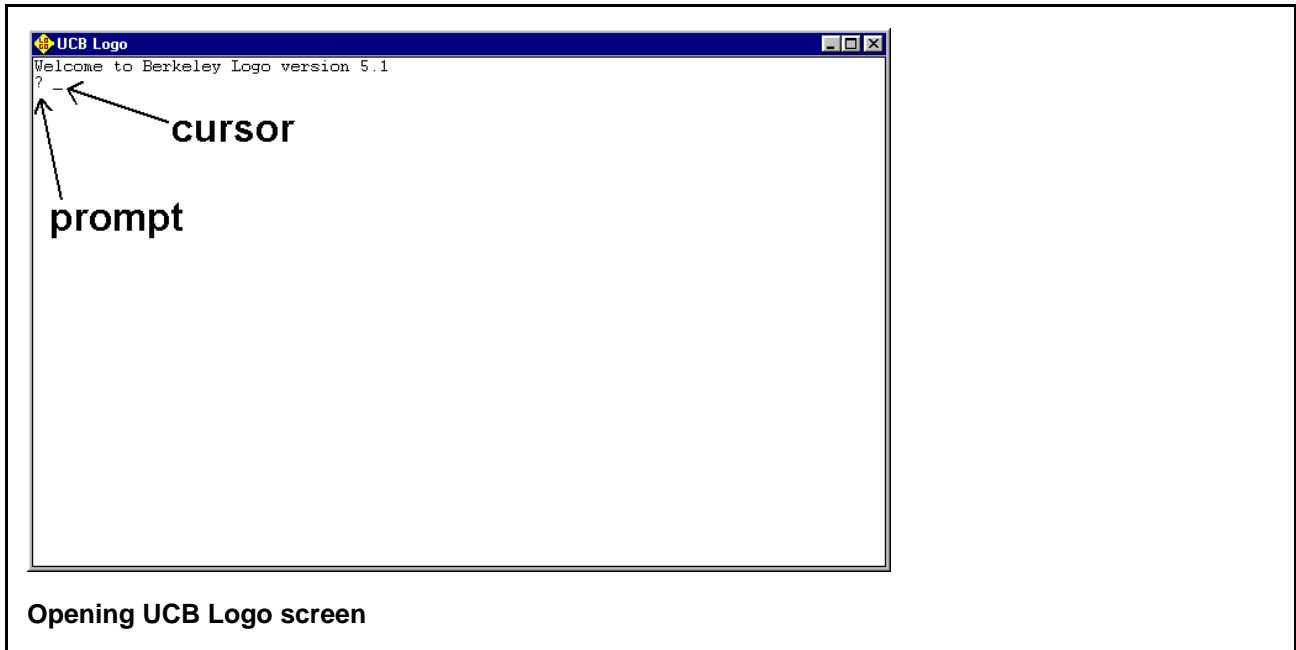 UCB Logo
Welcome to Berkeley Logo version 5.1
? _
cursor
prompt
Opening UCB Logo screen